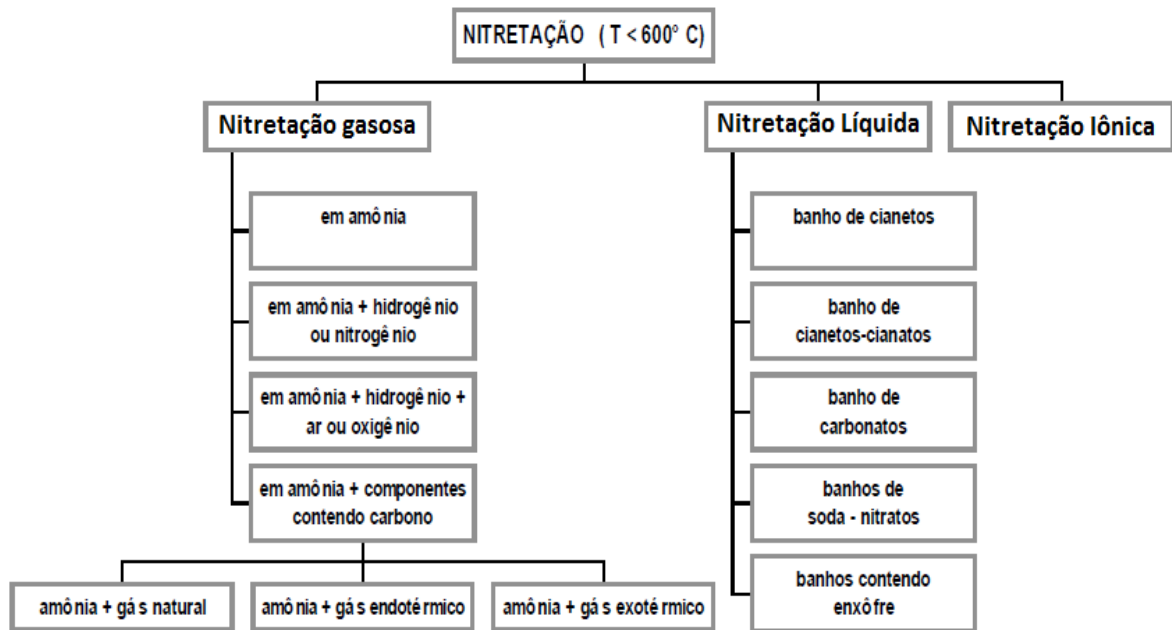 NITRETAÇÃO ( T < 600° C)
Nitretação gasosa
em amônia
em amônia + hidrogênio
ou nitrogênio
em amônia + hidrogênio +
ar ou oxigênio
em amônia + componentes
contendo carbono
amônia + gás natural
amônia + gás endotérmico
amônia + gás exotérmico
Nitretação Líquida
banho de cianetos
banho de
cianetos-cianatos
banho de
carbonatos
banhos de
soda - nitratos
banhos contendo
enxôfre
Nitretação Iônica